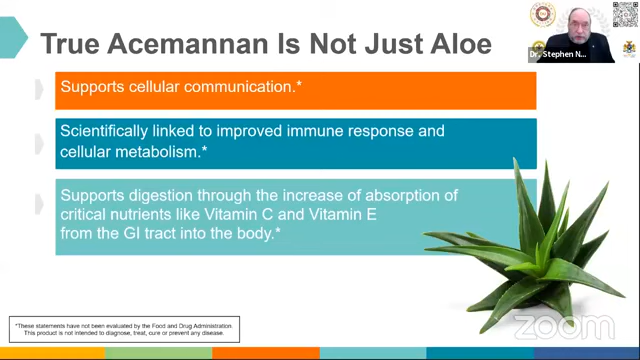 True Acemannan Is Not Just Aloe
Dr. Stephen N...
Supports cellular communication.*
Scientifically linked to improved immune response and
cellular metabolism.*
Supports digestion through the increase of absorption of
critical nutrients like Vitamin C and Vitamin E
from the GI tract into the body.*
*These statements have not been evaluated by the Food and Drug Administration.
This product is not intended to diagnose, treat, cure or prevent any disease.
zoom